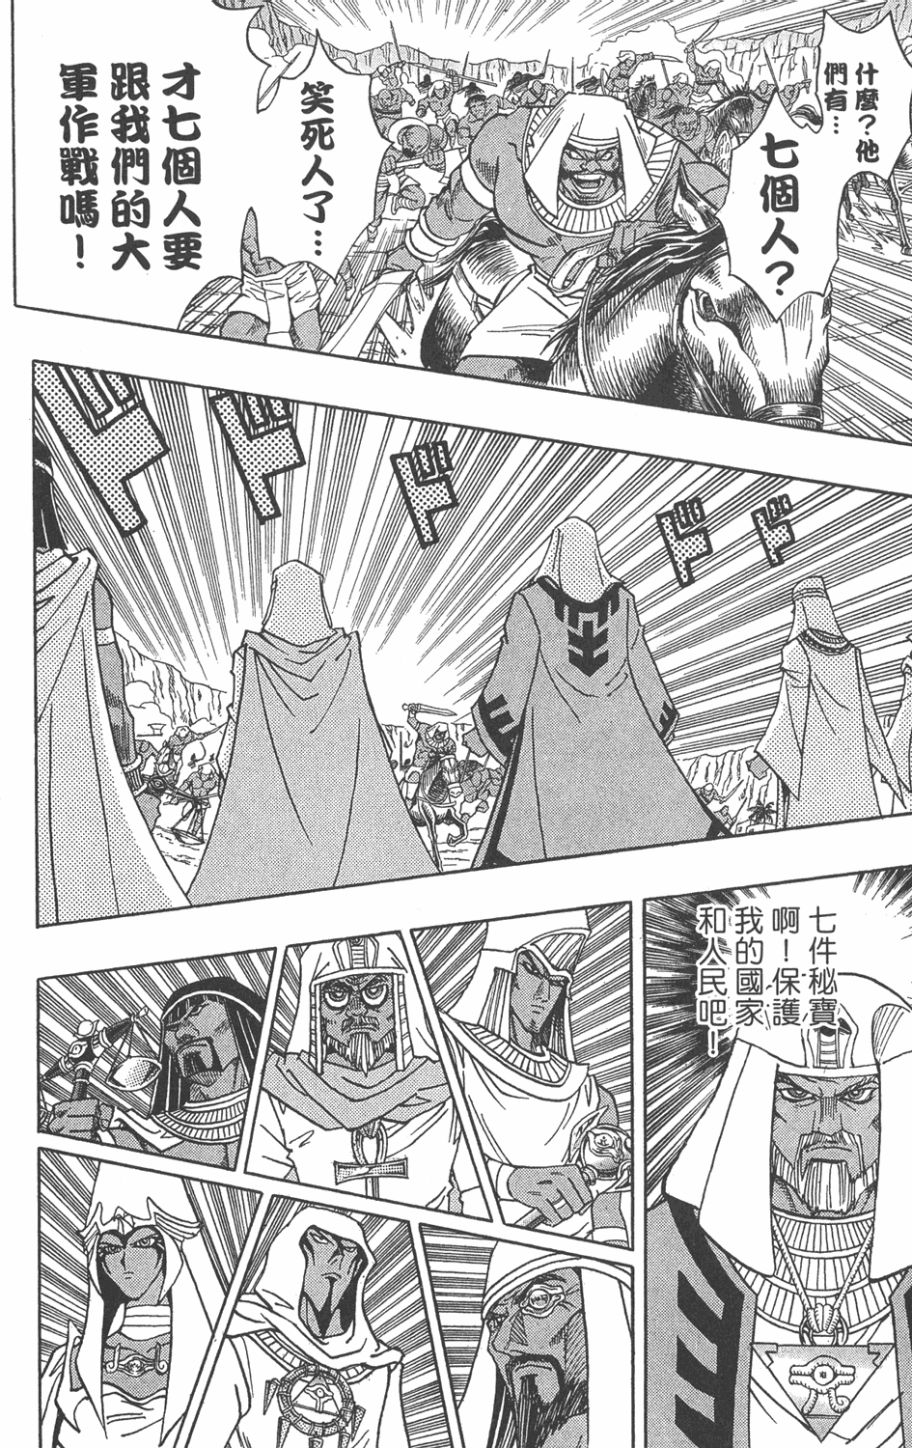 什麼？他
們有…
七個人？
笑死人了…
才七個人要
跟我們的大
軍作戰嗎！
ドドドドド
七件秘寶
啊！保護
我的國家
和人民吧！